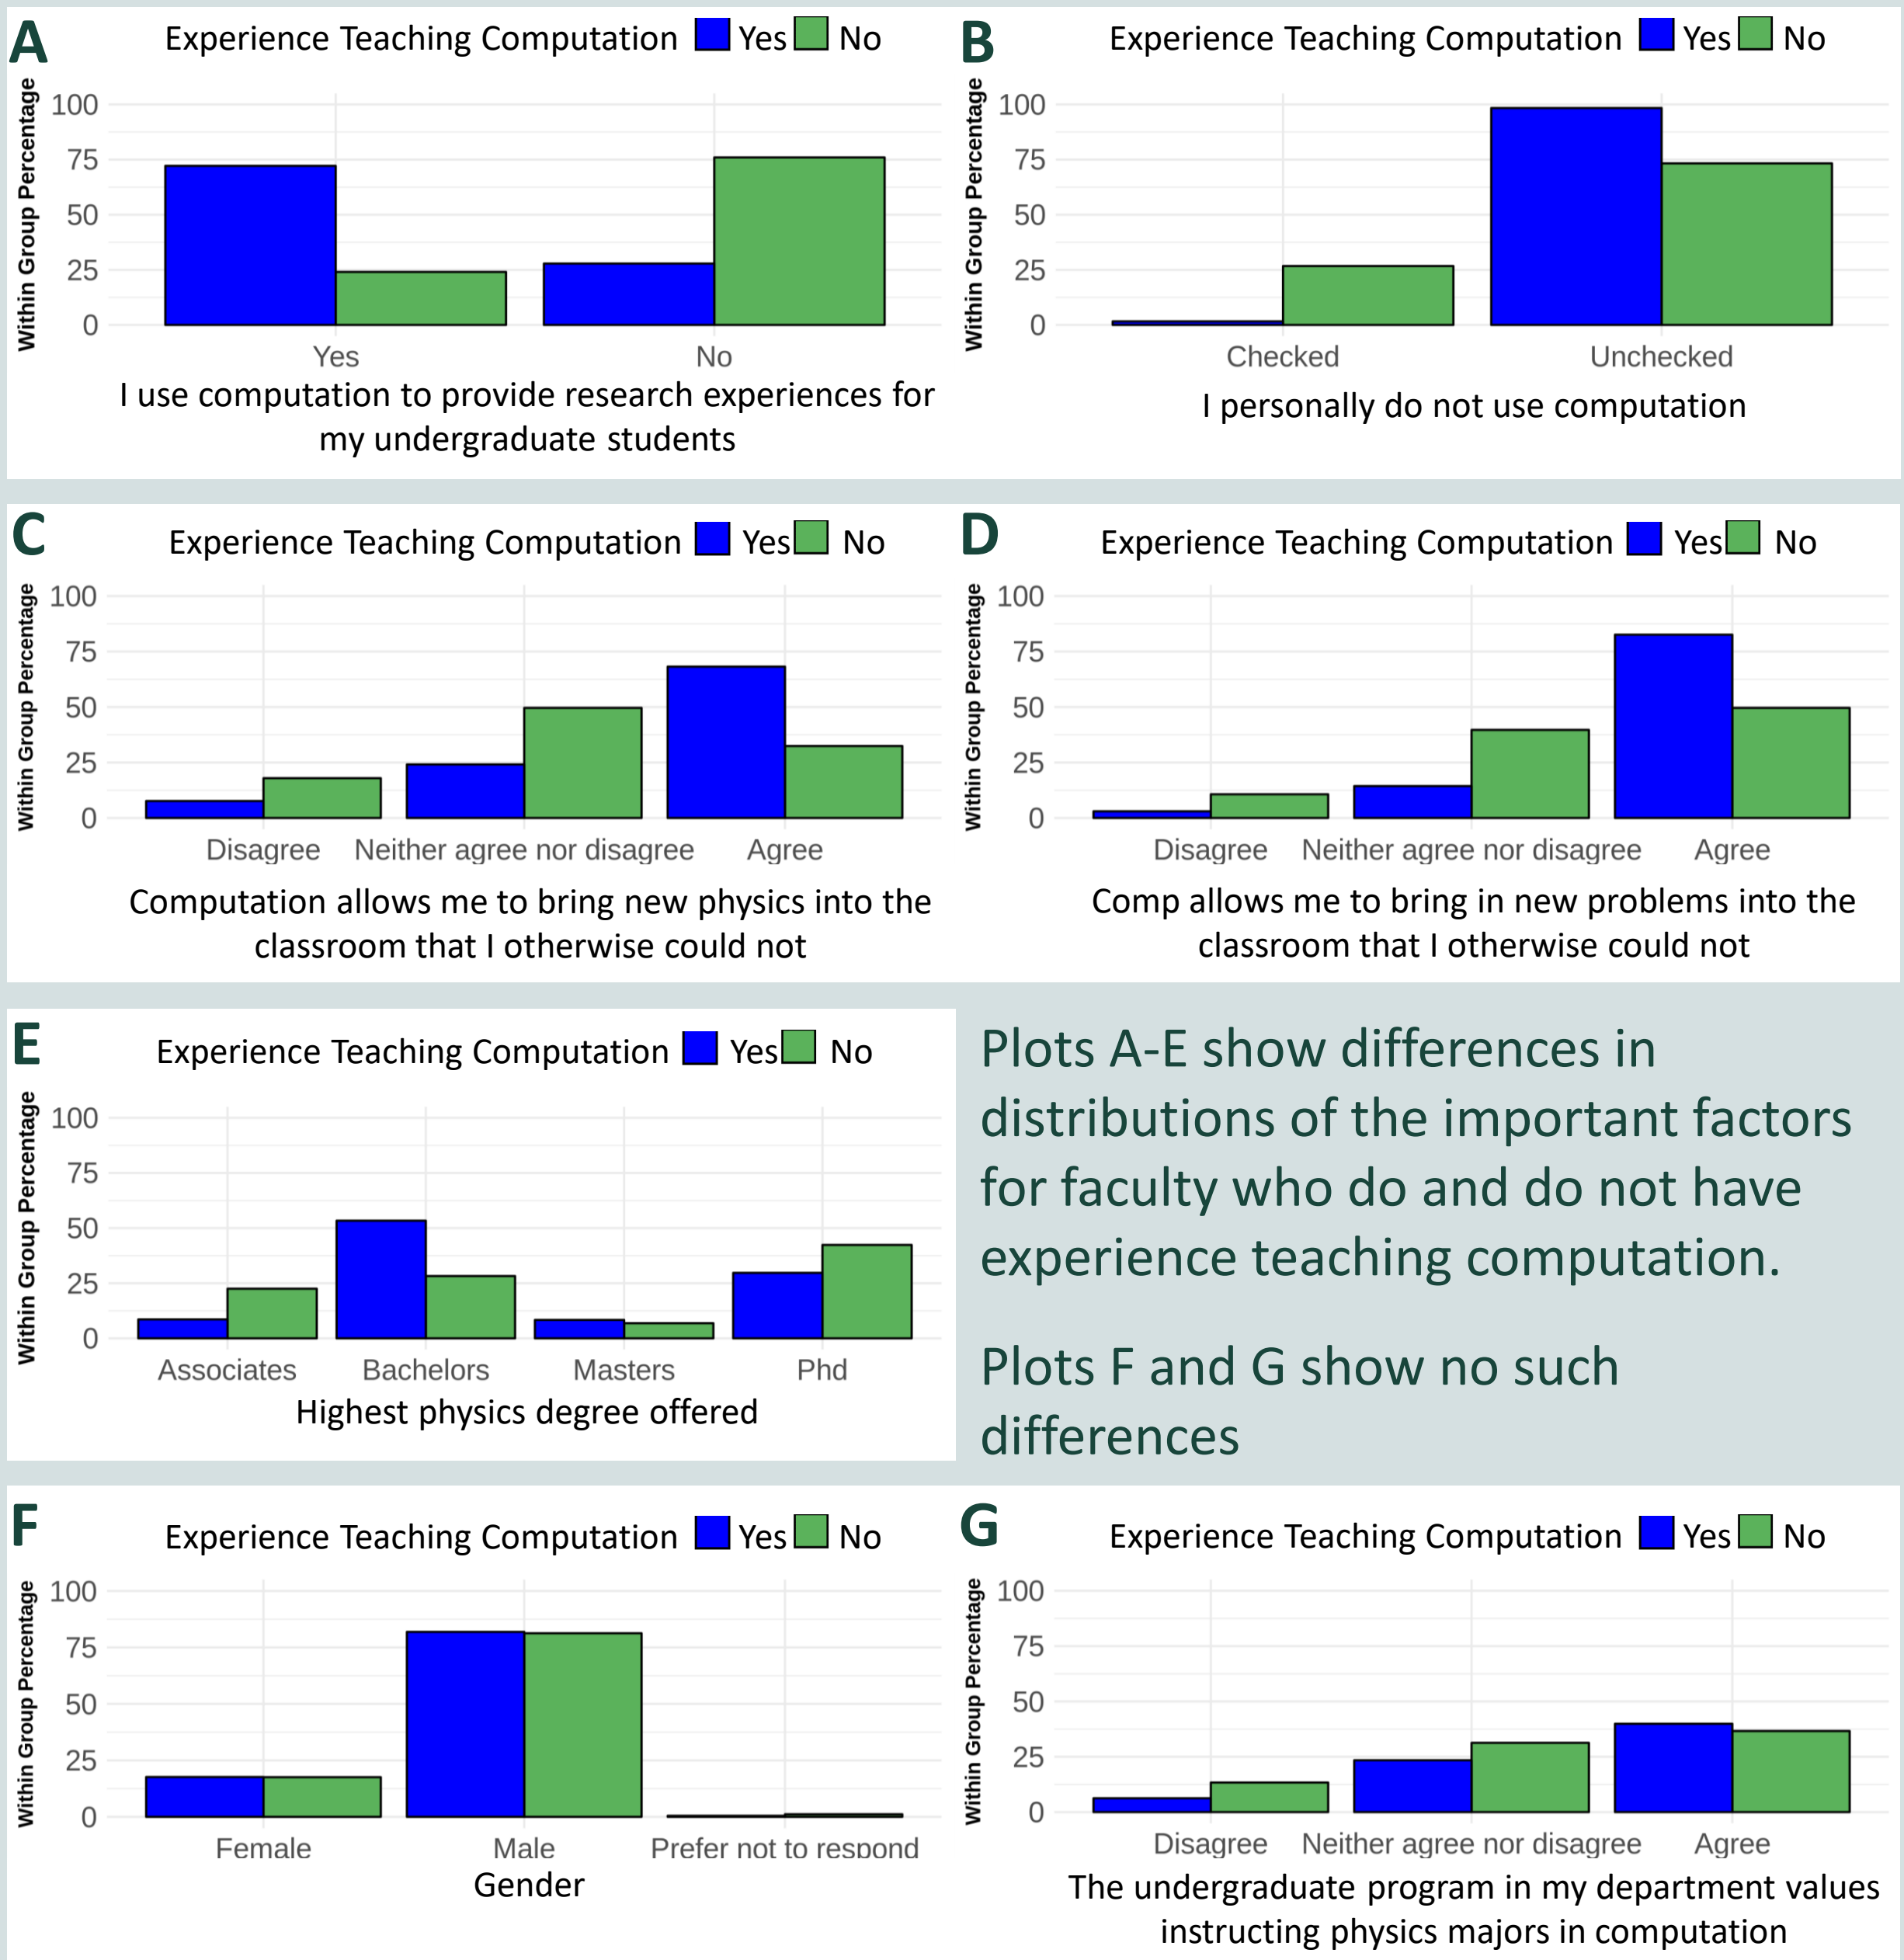 A
Experience Teaching Computation Yes No
Within Group Percentage
100
75
50
25
0
Yes No
I use computation to provide research experiences for
my undergraduate students
B
Experience Teaching Computation Yes No
Within Group Percentage
100
75
50
25
0
Checked Unchecked
I personally do not use computation
C
Experience Teaching Computation Yes No
Within Group Percentage
100
75
50
25
0
Disagree Neither agree nor disagree Agree
Computation allows me to bring new physics into the
classroom that I otherwise could not
D
Experience Teaching Computation Yes No
Within Group Percentage
100
75
50
25
0
Disagree Neither agree nor disagree Agree
Comp allows me to bring in new problems into the
classroom that I otherwise could not
E
Experience Teaching Computation Yes No
Within Group Percentage
100
75
50
25
0
Associates Bachelors Masters Phd
Highest physics degree offered
Plots A-E show differences in
distributions of the important factors
for faculty who do and do not have
experience teaching computation.
Plots F and G show no such
differences
F
Experience Teaching Computation Yes No
Within Group Percentage
100
75
50
25
0
Female Male Prefer not to respond
Gender
G
Experience Teaching Computation Yes No
Within Group Percentage
100
75
50
25
0
Disagree Neither agree nor disagree Agree
The undergraduate program in my department values
instructing physics majors in computation